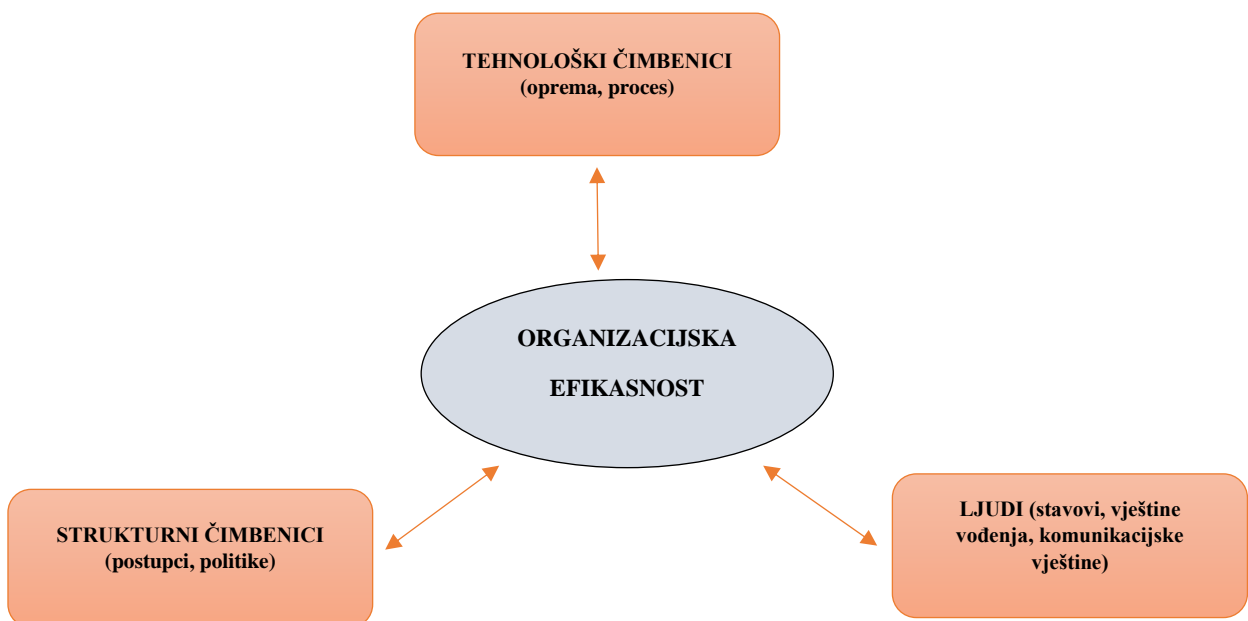 TEHNOLOŠKI ČIMBENICI
(oprema, proces)
ORGANIZACIJSKA
EFIKASNOST
STRUKTURNI ČIMBENICI
(postupci, politike)
LJUDI (stavovi, vještine
vođenja, komunikacijske
vještine)